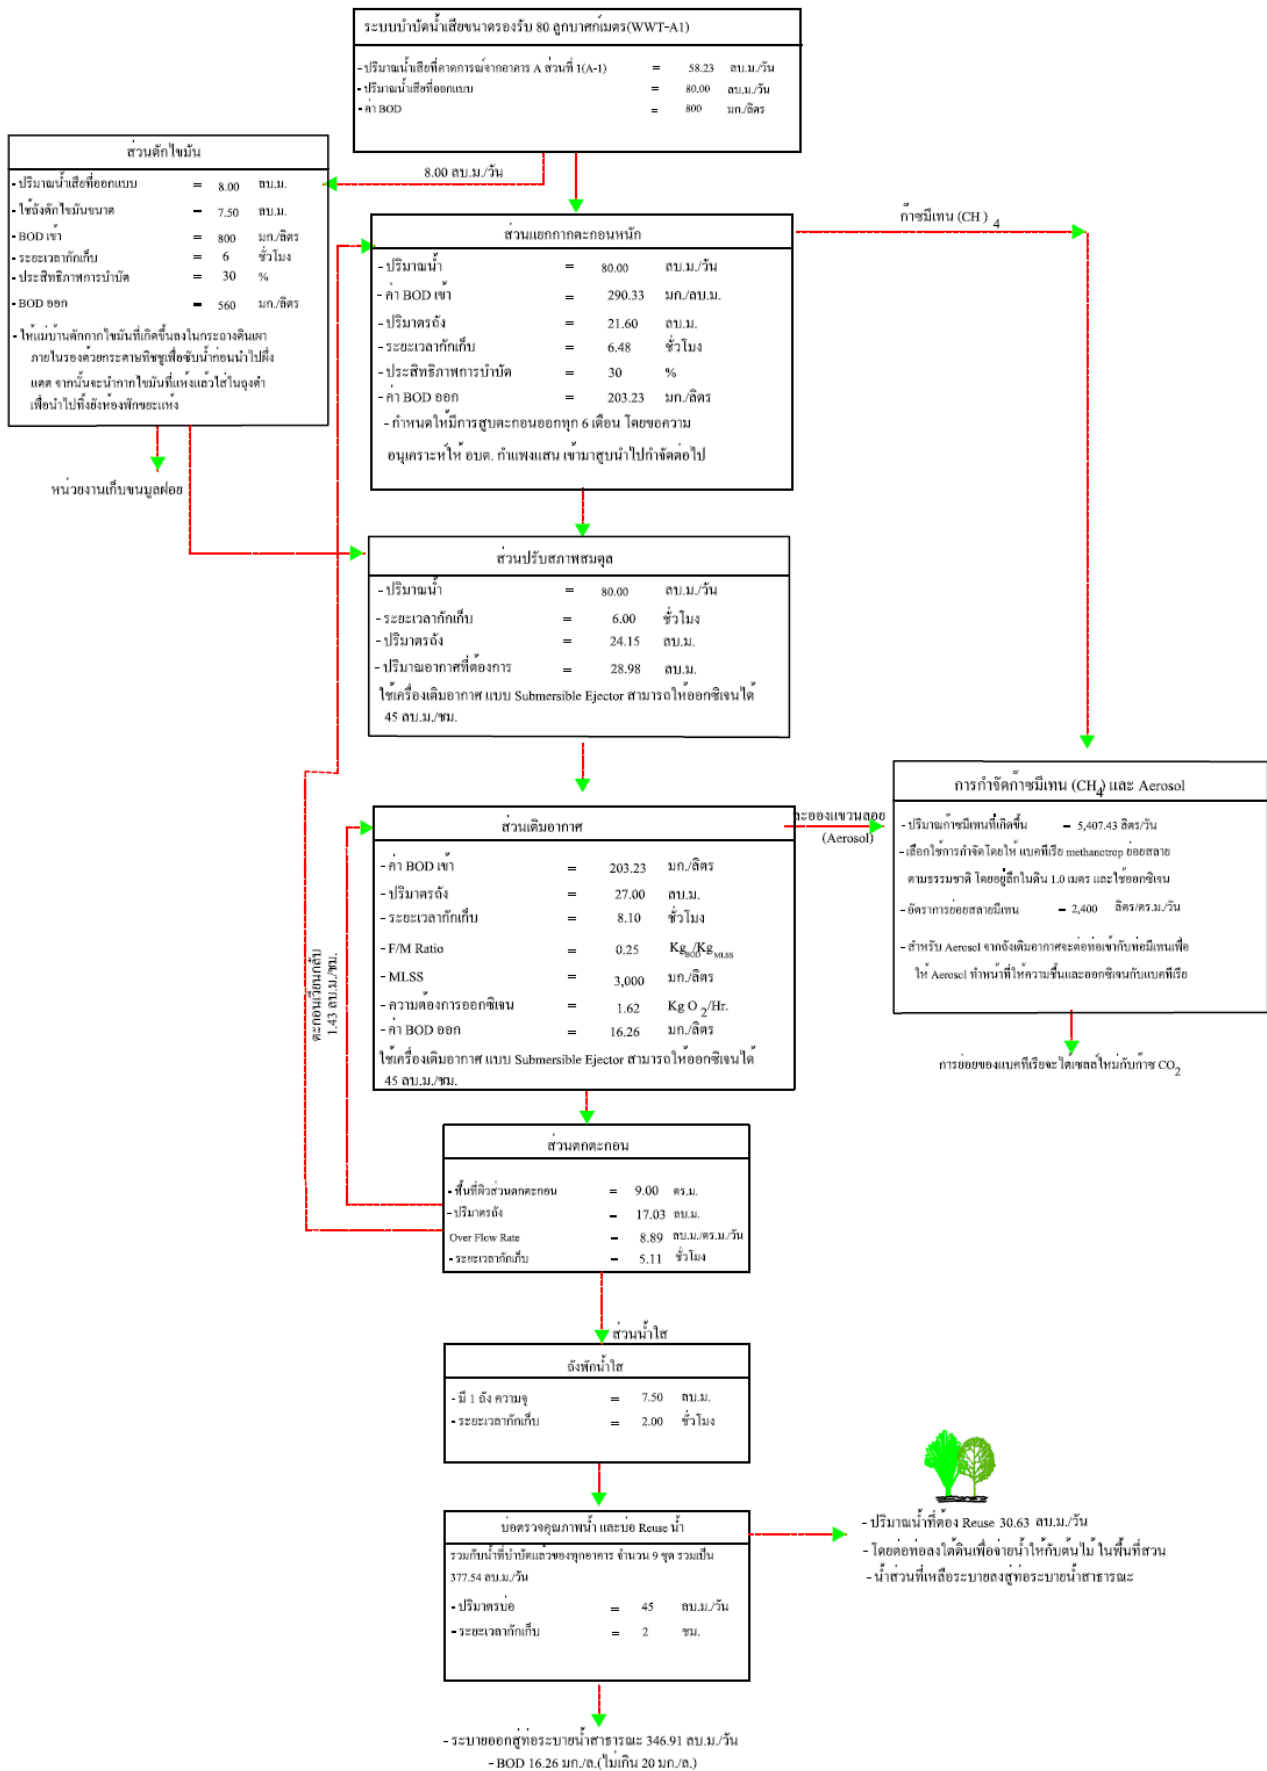 ระบบบำบัดน้ำเสียขนาดรองรับ 80 ลูกบาศก์เมตร(WWT-A1)
- ปริมาณน้ำเสียที่คาดการณ์จากอาคาร A ส่วนที่ 1(A-1) = 58.23 ลบ.ม./วัน
- ปริมาณน้ำเสียที่ออกแบบ = 80.00 ลบ.ม./วัน
- ค่า BOD = 800 มก./ลิตร
8.00 ลบ.ม./วัน
ส่วนดักไขมัน
- ปริมาณน้ำเสียที่ออกแบบ = 8.00 ลบ.ม.
- ใช้ถังดักไขมันขนาด = 7.50 ลบ.ม.
- BOD เข้า = 800 มก./ลิตร
- ระยะเวลากักเก็บ = 6 ชั่วโมง
- ประสิทธิภาพการบำบัด = 30 %
- BOD ออก = 560 มก./ลิตร
- ให้แม่บ้านตักกากไขมันที่เกิดขึ้นลงในกระถางดินเผา
ภายในรองด้วยกระดาษทิชชูเพื่อซับน้ำก่อนนำไปผึ่ง
แดด จากนั้นจะนำกากไขมันที่แห้งแล้วใส่ในถุงดำ
เพื่อนำไปทิ้งยังห้องพักขยะแห้ง
หน่วยงานเก็บขนมูลฝอย
ส่วนแยกกากตะกอนหนัก
- ปริมาณน้ำ = 80.00 ลบ.ม./วัน
- ค่า BOD เข้า = 290.33 มก./ลบ.ม.
- ปริมาตรถัง = 21.60 ลบ.ม.
- ระยะเวลากักเก็บ = 6.48 ชั่วโมง
- ประสิทธิภาพการบำบัด = 30 %
- ค่า BOD ออก = 203.23 มก./ลิตร
- กำหนดให้มีการสูบตะกอนออกทุก 6 เดือน โดยขอความ
อนุเคราะห์ให้ อบต. กำแพงแสน เข้ามาสูบนำไปกำจัดต่อไป
ก๊าซมีเทน (CH ) 4
ส่วนปรับสภาพสมดุล
- ปริมาณน้ำ = 80.00 ลบ.ม./วัน
- ระยะเวลากักเก็บ = 6.00 ชั่วโมง
- ปริมาตรถัง = 24.15 ลบ.ม.
- ปริมาณอากาศที่ต้องการ = 28.98 ลบ.ม.
ใช้เครื่องเติมอากาศ แบบ Submersible Ejector สามารถให้ออกซิเจนได้
45 ลบ.ม./ชม.
ส่วนเติมอากาศ
- ค่า BOD เข้า = 203.23 มก./ลิตร
- ปริมาตรถัง = 27.00 ลบ.ม.
- ระยะเวลากักเก็บ = 8.10 ชั่วโมง
- F/M Ratio = 0.25 Kg BOD/Kg MLSS
- MLSS = 3,000 มก./ลิตร
- ความต้องการออกซิเจน = 1.62 Kg O 2/Hr.
- ค่า BOD ออก = 16.26 มก./ลิตร
ใช้เครื่องเติมอากาศ แบบ Submersible Ejector สามารถให้ออกซิเจนได้
45 ลบ.ม./ชม.
ละอองแขวนลอย
(Aerosol)
การกำจัดก๊าซมีเทน (CH4) และ Aerosol
- ปริมาณก๊าซมีเทนที่เกิดขึ้น = 5,407.43 ลิตร/วัน
- เลือกใช้การกำจัดโดยให้ แบคทีเรีย methanotrop ย่อยสลาย
ตามธรรมชาติ โดยอยู่ลึกในดิน 1.0 เมตร และใช้ออกซิเจน
- อัตราการย่อยสลายมีเทน = 2,400 ลิตร/ตร.ม./วัน
- สำหรับ Aerosol จากถังเติมอากาศจะต่อท่อเข้ากับท่อมีเทนเพื่อ
ให้ Aerosol ทำหน้าที่ให้ความชื้นและออกซิเจนกับแบคทีเรีย
การย่อยของแบคทีเรียจะได้เซลล์ใหม่กับก๊าซ CO2
ตะกอนเวียนกลับ
1.43 ลบ.ม./ชม.
ส่วนตกตะกอน
- พื้นที่ผิวส่วนตกตะกอน = 9.00 ตร.ม.
- ปริมาตรถัง = 17.03 ลบ.ม.
Over Flow Rate = 8.89 ลบ.ม./ตร.ม./วัน
- ระยะเวลากักเก็บ = 5.11 ชั่วโมง
ส่วนน้ำใส
ถังพักน้ำใส
- มี 1 ถัง ความจุ = 7.50 ลบ.ม.
- ระยะเวลากักเก็บ = 2.00 ชั่วโมง
บ่อตรวจคุณภาพน้ำ และบ่อ Reuse น้ำ
รวมกับน้ำที่บำบัดแล้วของทุกอาคาร จำนวน 9 ชุด รวมเป็น
377.54 ลบ.ม./วัน
- ปริมาตรบ่อ = 45 ลบ.ม./วัน
- ระยะเวลากักเก็บ = 2 ชม.
- ปริมาณน้ำที่ต้อง Reuse 30.63 ลบ.ม./วัน
- โดยต่อท่อลงใต้ดินเพื่อจ่ายน้ำให้กับต้นไม้ ในพื้นที่สวน
- น้ำส่วนที่เหลือระบายลงสู่ท่อระบายน้ำสาธารณะ
- ระบายออกสู่ท่อระบายน้ำสาธารณะ 346.91 ลบ.ม./วัน
- BOD 16.26 มก./ล.(ไม่เกิน 20 มก./ล.)